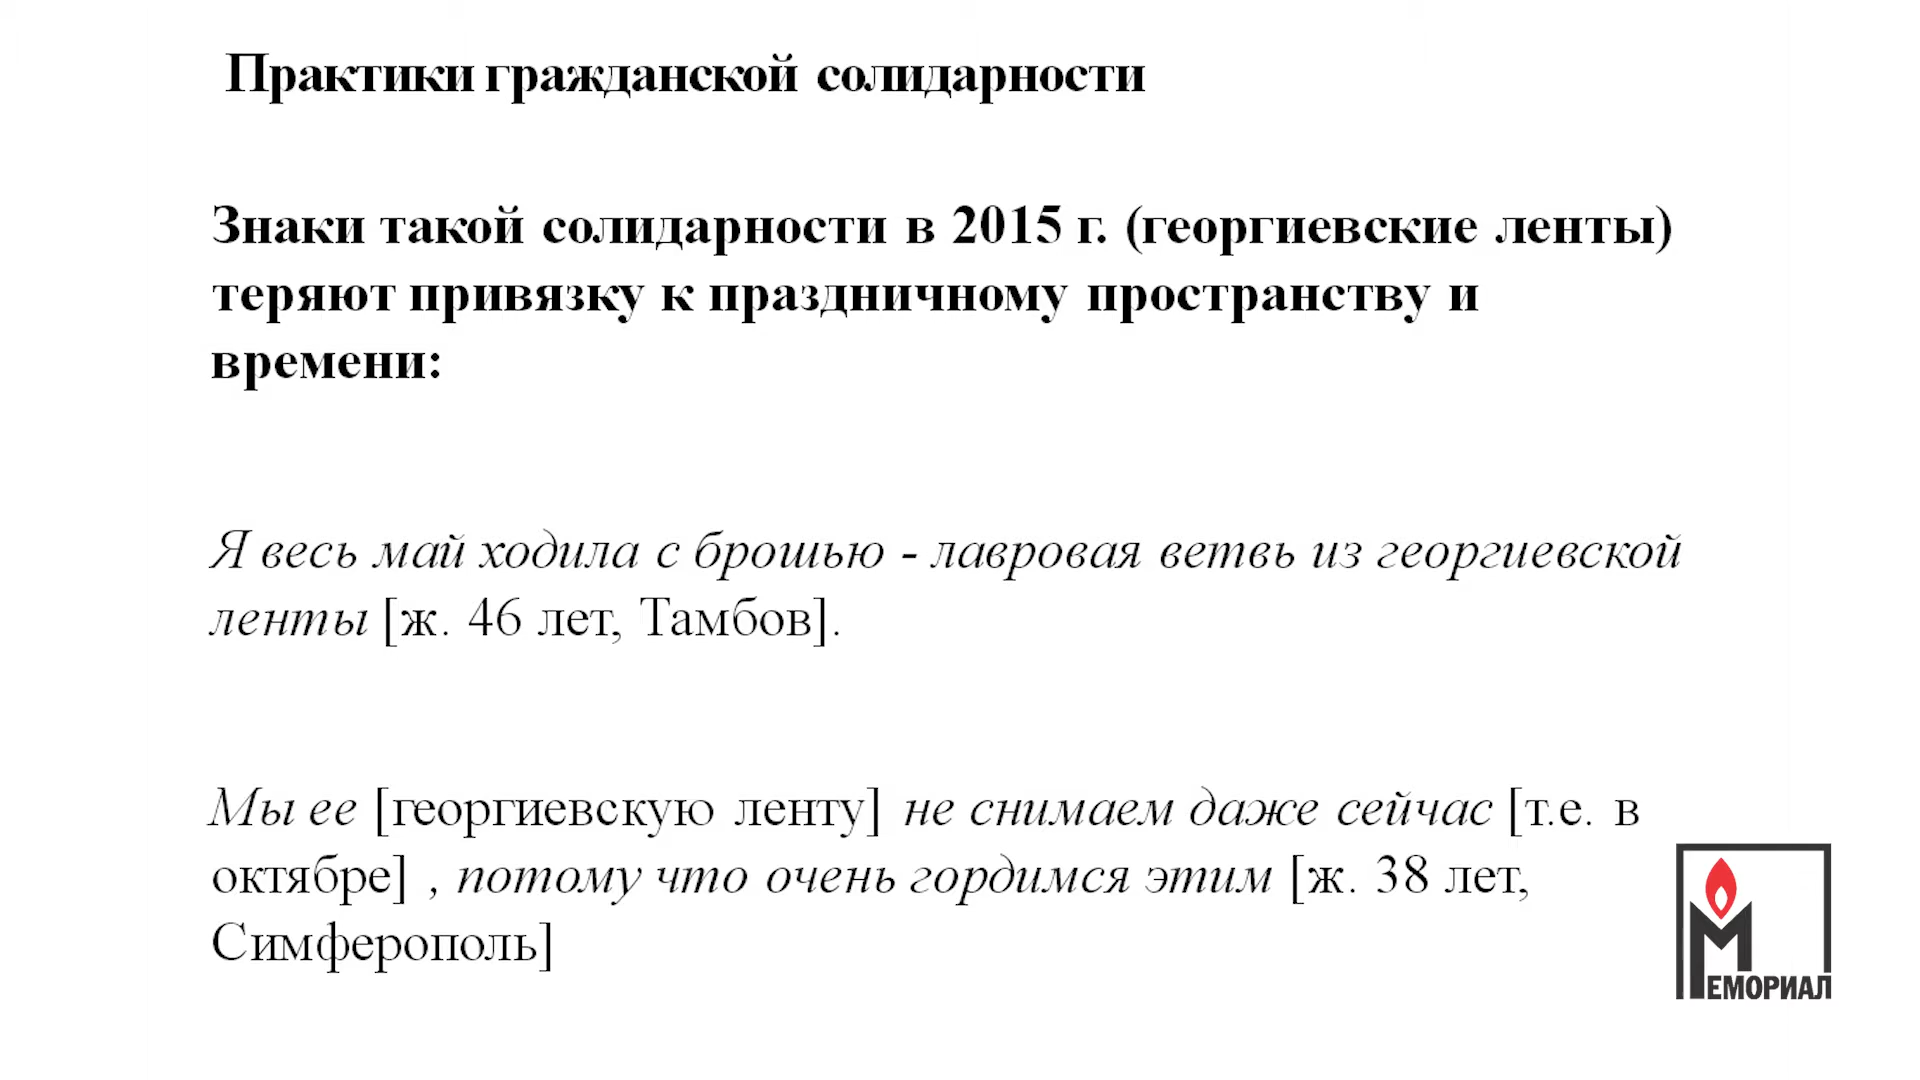 Практики гражданской солидарности
Знаки такой солидарности в 2015 г. (георгиевские ленты)
теряют привязку к праздничному пространству и
времени:
Я весь май ходила с брошью - лавровая ветвь из георгиевской
ленты [ж. 46 лет, Тамбов].
Мы ее [георгиевскую ленту] не снимаем даже сейчас [т.е. в
октябре] , потому что очень гордимся этим [ж. 38 лет,
Симферополь]
МЕМОРИАЛ